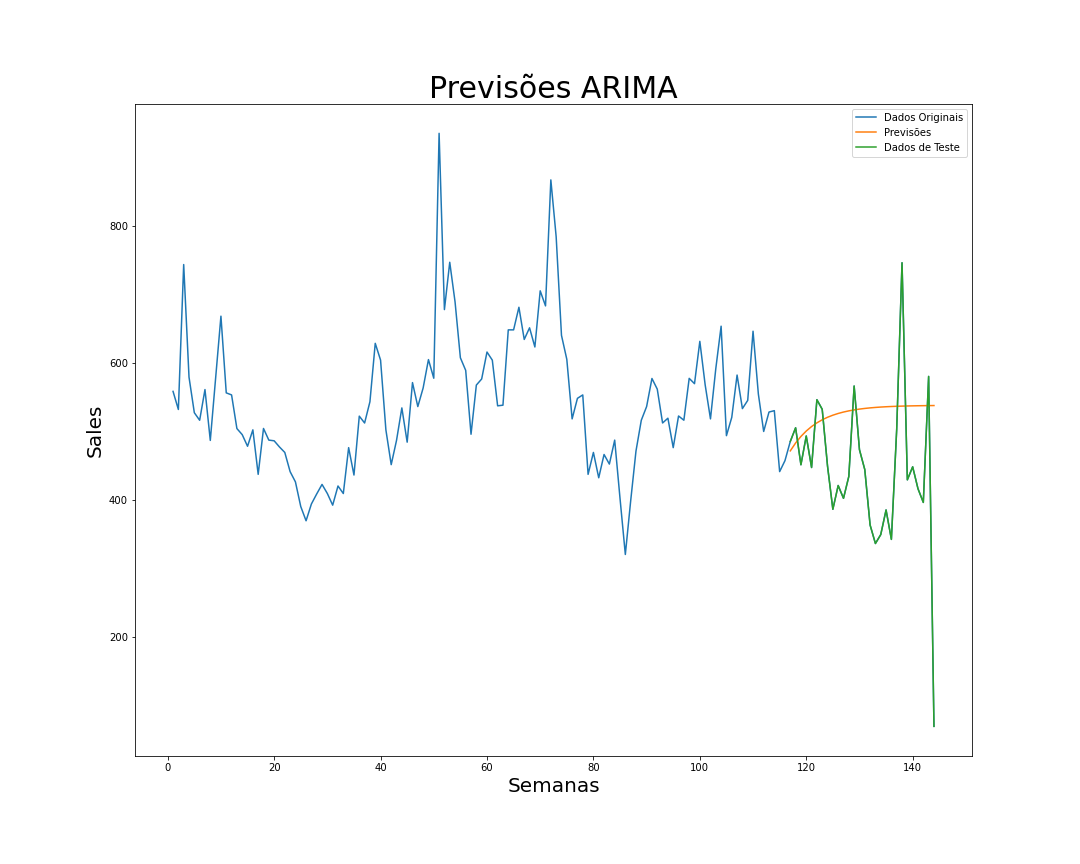 Previsões ARIMA
Dados Originais
Previsões
Dados de Teste
Sales
800
600
400
200
0 20 40 60 80 100 120 140
Semanas